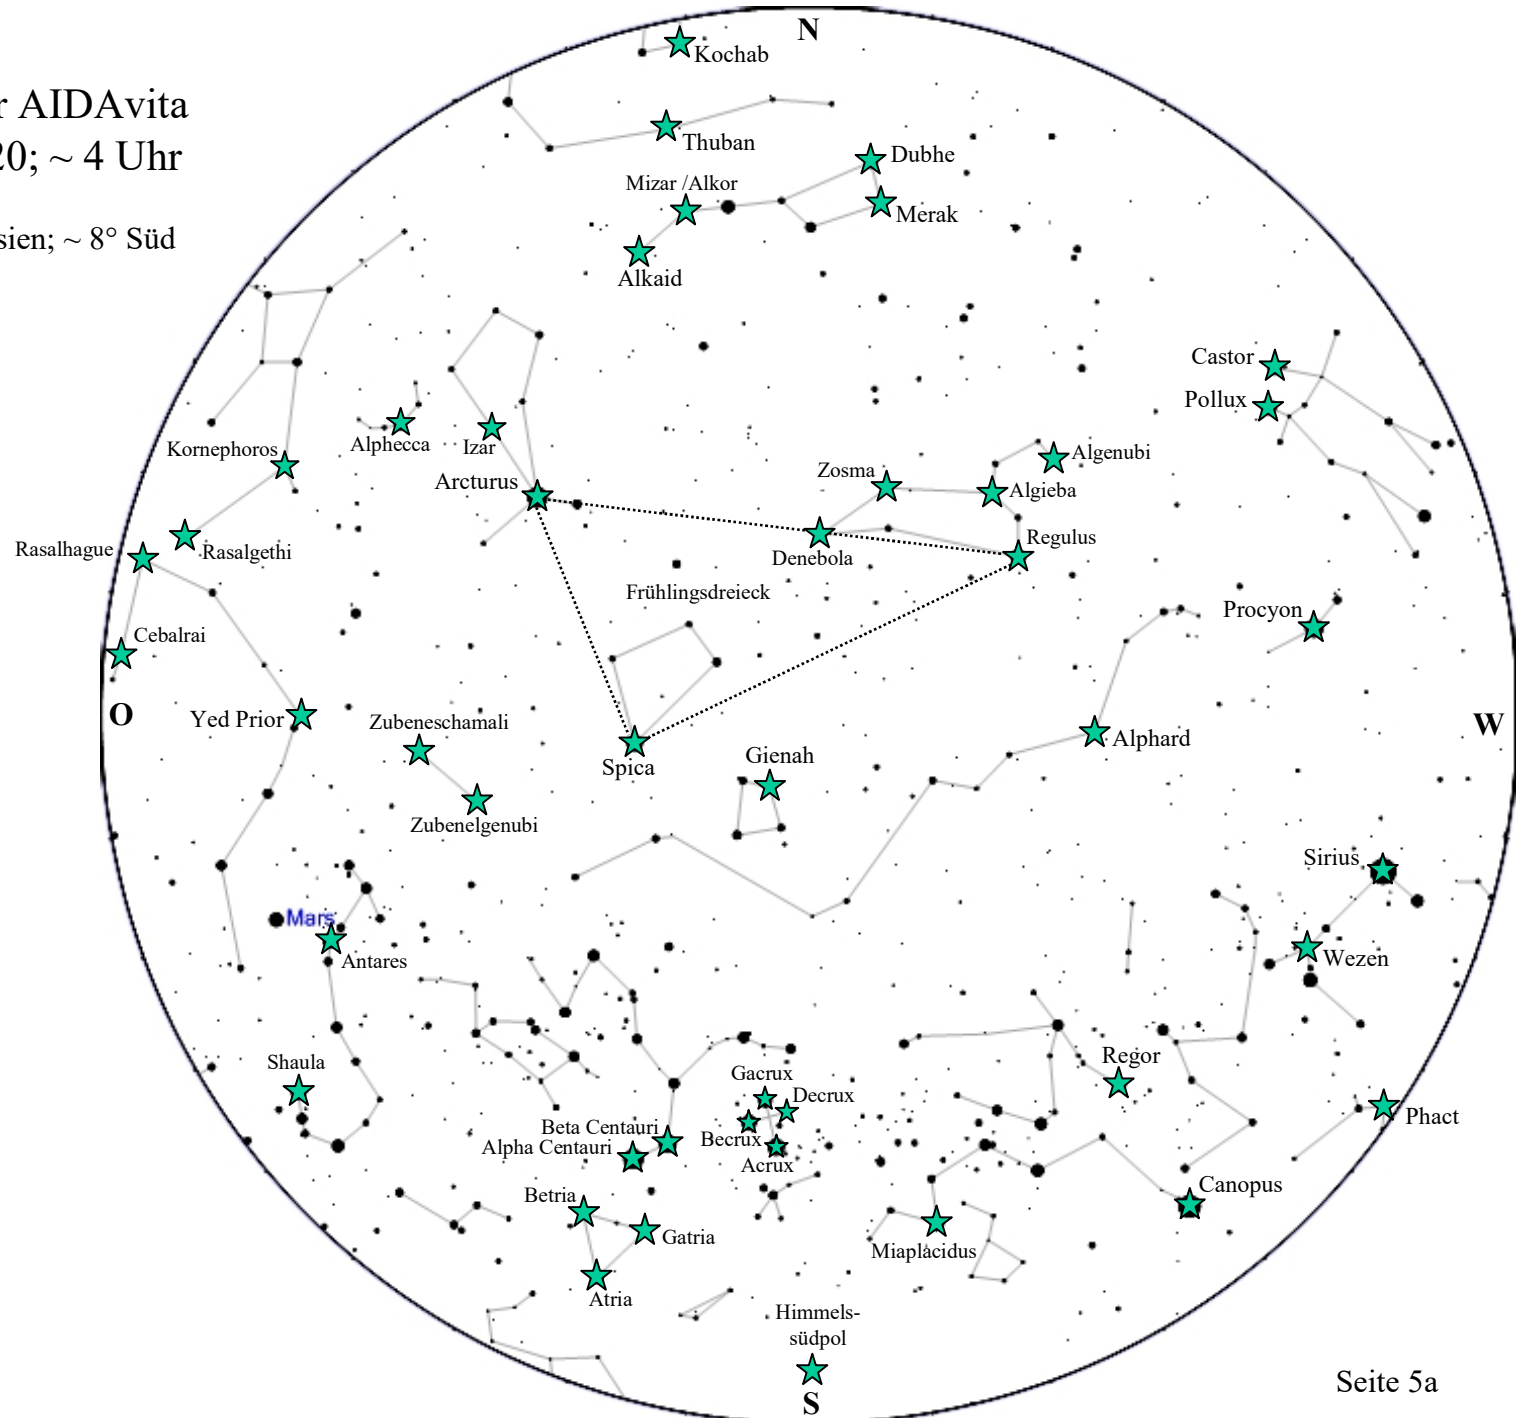 N
Kochab
r AIDAvita
20; ~ 4 Uhr
sien; ~ 8° Süd
Thuban
Dubhe
Mizar /Alkor
Merak
Alkaid
Castor
Pollux
Kornephoros
Alphecca
Izar
Algenubi
Zosma
Arcturus
Algieba
Rasalhague
Rasalgethi
Denebola
Regulus
Frühlingsdreieck
Procyon
Cebalrai
O
Yed Prior
Zubeneschamali
W
Alphard
Spica
Gienah
Zubenelgenubi
Sirius
Mars
Antares
Wezen
Shaula
Regor
Gacrux
Decrux
Beta Centauri
Becrux
Alpha Centauri
Acrux
Phact
Canopus
Betria
Gatria
Miaplacidus
Atria
Himmels-
südpol
Seite 5a
S